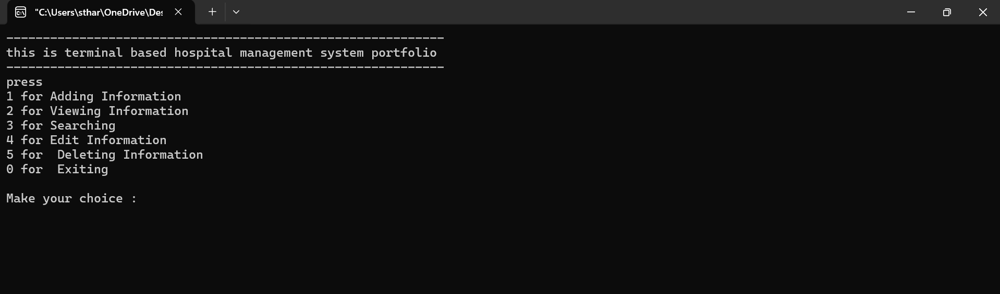 "C:\Users\sthar\OneDrive\Des
------------------------------------------------------------
this is terminal based hospital management system portfolio
------------------------------------------------------------
press
1 for Adding Information
2 for Viewing Information
3 for Searching
4 for Edit Information
5 for  Deleting Information
0 for  Exiting
Make your choice :